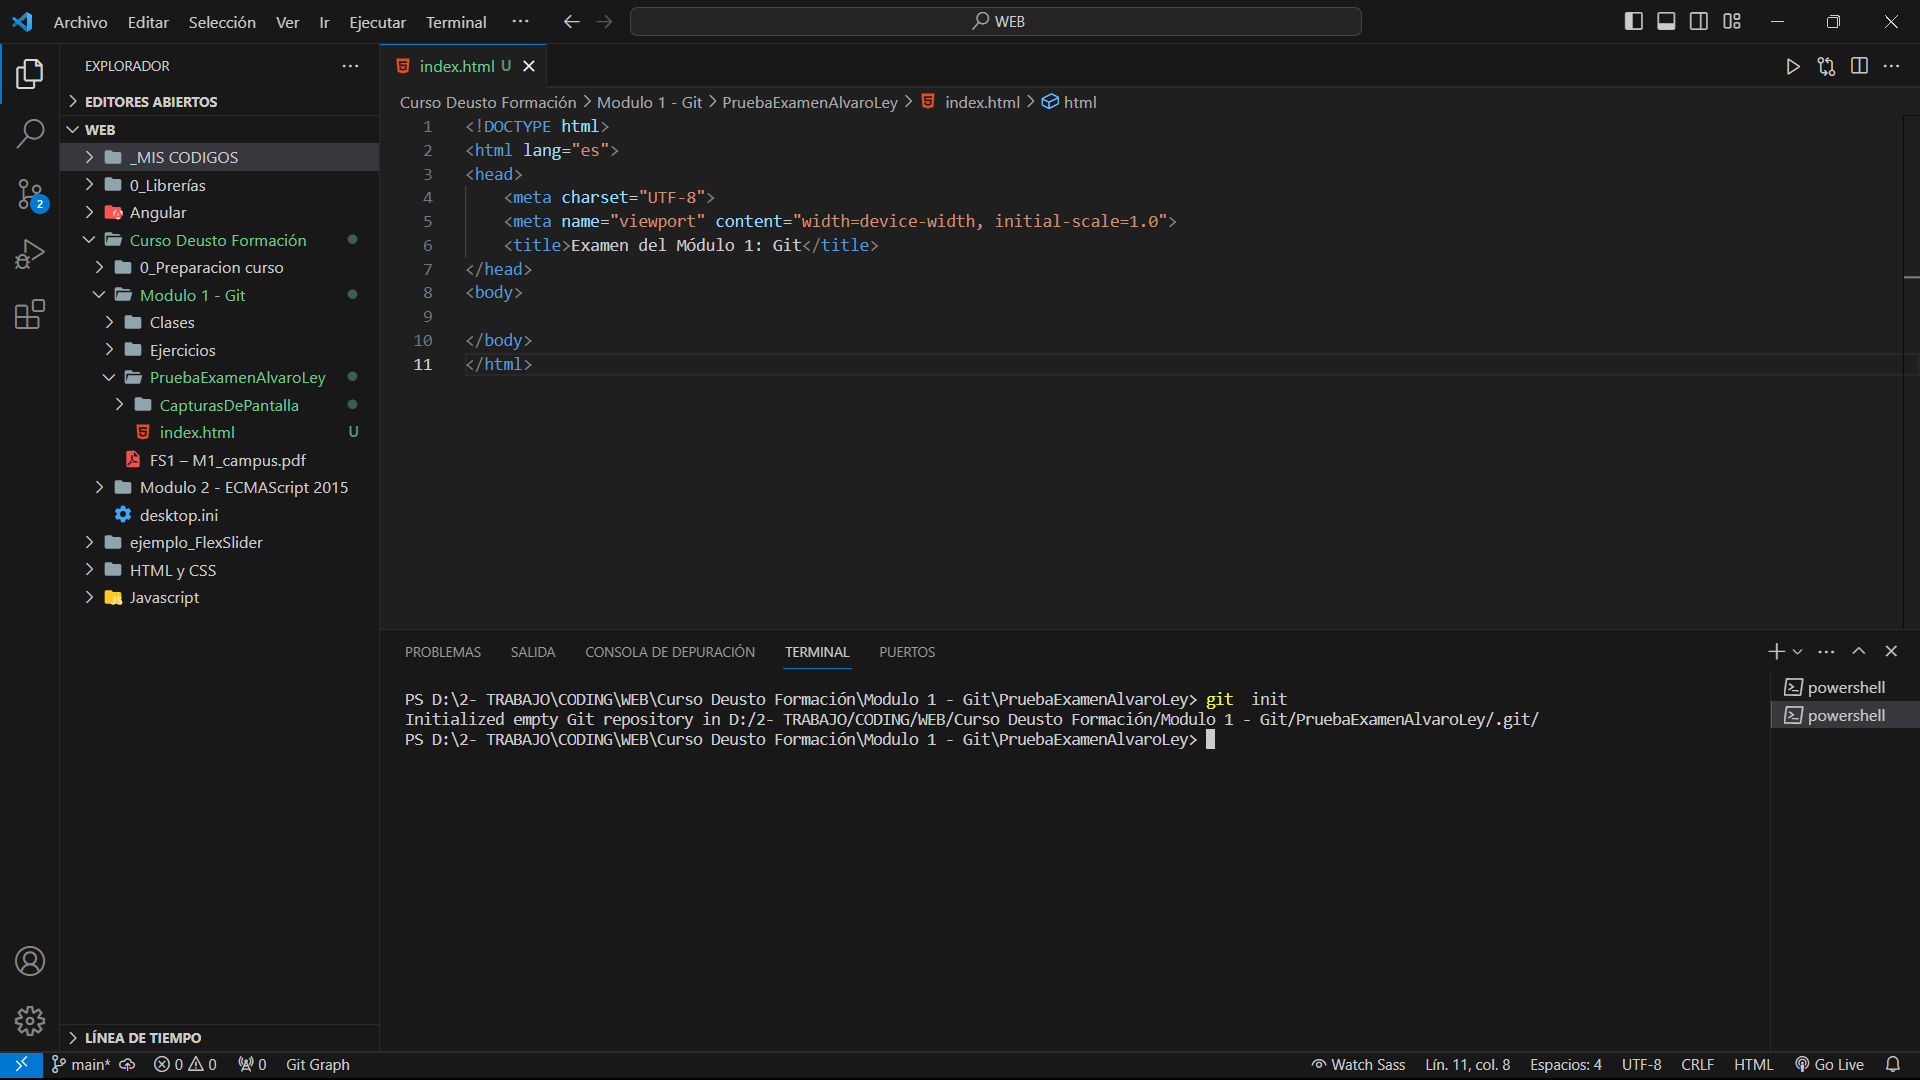 Archivo Editar Selección Ver Ir Ejecutar Terminal ··· WEB
EXPLORADOR
EDITORES ABIERTOS
WEB
_MIS CODIGOS
0_Librerías
Angular
Curso Deusto Formación
0_Preparacion curso
Modulo 1 - Git
Clases
Ejercicios
PruebaExamenAlvaroLey
CapturasDePantalla
index.html U
FS1 – M1_campus.pdf
Modulo 2 - ECMAScript 2015
desktop.ini
ejemplo_FlexSlider
HTML y CSS
Javascript
LÍNEA DE TIEMPO
index.html U
Curso Deusto Formación > Modulo 1 - Git > PruebaExamenAlvaroLey > index.html > html
1 <!DOCTYPE html>
2 <html lang="es">
3 <head>
4 <meta charset="UTF-8">
5 <meta name="viewport" content="width=device-width, initial-scale=1.0">
6 <title>Examen del Módulo 1: Git</title>
7 </head>
8 <body>
9
10 </body>
11 </html>
PROBLEMAS SALIDA CONSOLA DE DEPURACIÓN TERMINAL PUERTOS
PS D:\2- TRABAJO\CODING\WEB\Curso Deusto Formación\Modulo 1 - Git\PruebaExamenAlvaroLey> git  init
Initialized empty Git repository in D:/2- TRABAJO/CODING/WEB/Curso Deusto Formación/Modulo 1 - Git/PruebaExamenAlvaroLey/.git/
PS D:\2- TRABAJO\CODING\WEB\Curso Deusto Formación\Modulo 1 - Git\PruebaExamenAlvaroLey>
powershell
powershell
2
main* 0 0 0 Git Graph Watch Sass Lín. 11, col. 8 Espacios: 4 UTF-8 CRLF HTML Go Live